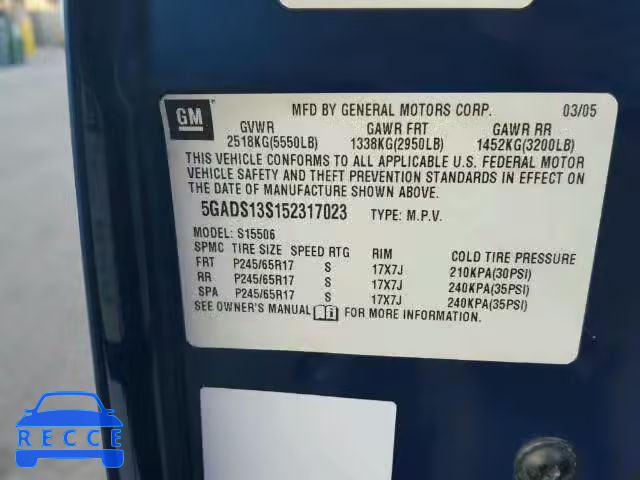 GM
MFD BY GENERAL MOTORS CORP. 03/05
GVWR GAWR FRT GAWR RR
2518KG(5550LB) 1338KG(2950LB) 1452KG(3200LB)
THIS VEHICLE CONFORMS TO ALL APPLICABLE U.S. FEDERAL MOTOR
VEHICLE SAFETY AND THEFT PREVENTION STANDARDS IN EFFECT ON
THE DATE OF MANUFACTURE SHOWN ABOVE.
5GADS13S152317023 TYPE: M.P.V.
MODEL: S15506
SPMC TIRE SIZE SPEED RTG RIM COLD TIRE PRESSURE
FRT P245/65R17 S 17X7J 210KPA(30PSI)
RR P245/65R17 S 17X7J 240KPA(35PSI)
SPA P245/65R17 S 17X7J 240KPA(35PSI)
SEE OWNER'S MANUAL FOR MORE INFORMATION.
RECCE